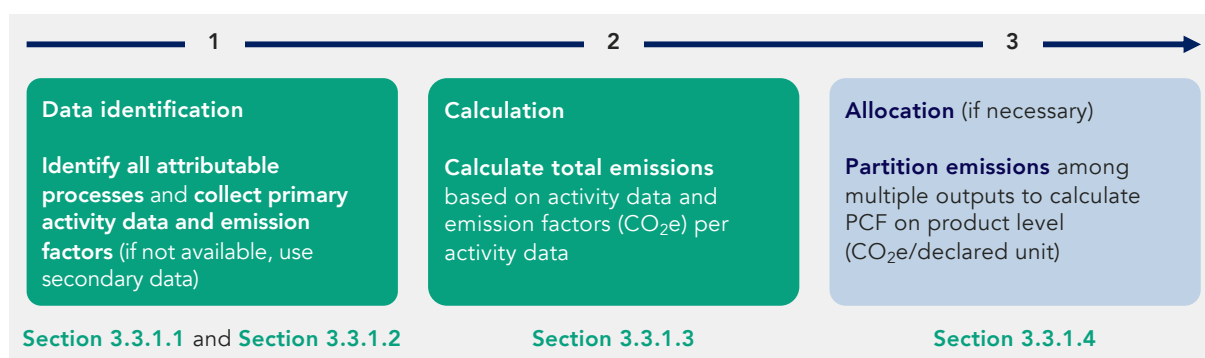 1 2 3
Data identification
Identify all attributable
processes and collect primary
activity data and emission
factors (if not available, use
secondary data)
Section 3.3.1.1 and Section 3.3.1.2
Calculation
Calculate total emissions
based on activity data and
emission factors (CO₂e) per
activity data
Section 3.3.1.3
Allocation (if necessary)
Partition emissions among
multiple outputs to calculate
PCF on product level
(CO₂e/declared unit)
Section 3.3.1.4